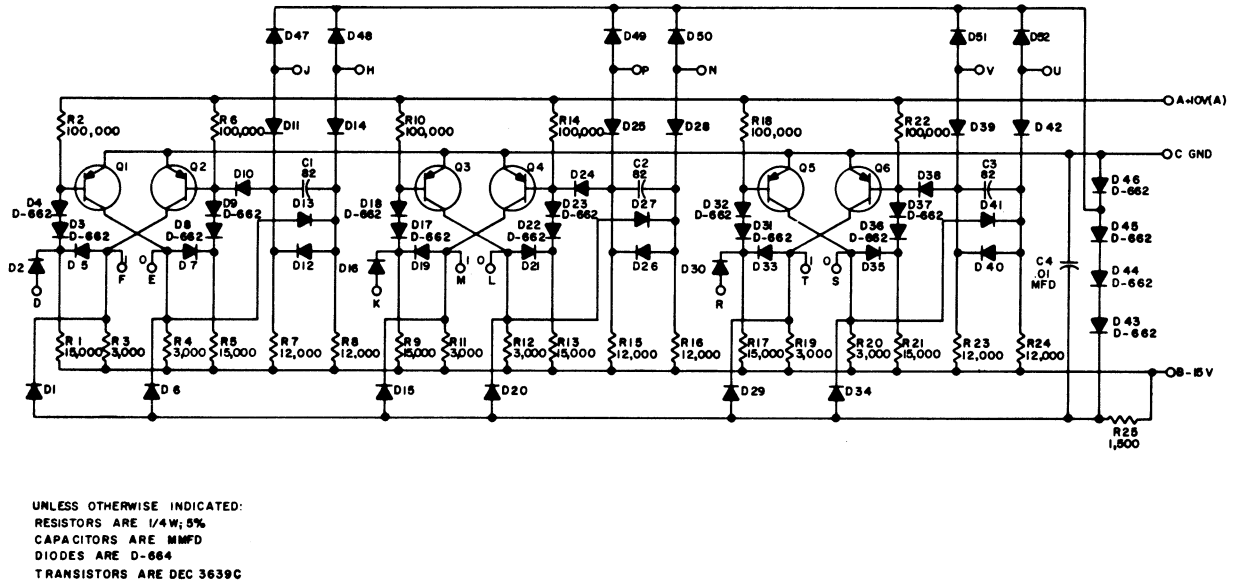 D47
D48
D49
D50
D51
D52
J
H
P
N
V
U
A+10V(A)
R2
100,000
R6
100,000
D11
D14
R10
100,000
R14
100,000
D25
D28
R18
100,000
R22
100,000
D39
D42
C GND
Q1
Q2
D10
C1
82
Q3
Q4
D24
C2
82
Q5
Q6
D38
C3
82
D46
D-662
D4
D-662
D9
D-662
D13
D18
D-662
D23
D-662
D27
D32
D-662
D37
D-662
D41
D3
D-662
D8
D-662
D17
D-662
D22
D-662
D31
D-662
D36
D-662
D45
D-662
D2
D5
1
F
0
E
D7
D12
D16
D19
1
M
0
L
D21
D26
D30
D33
1
T
0
S
D35
D40
C4
.01
MFD
D44
D-662
D
K
R
D43
D-662
R1
15,000
R3
3,000
R4
3,000
R5
15,000
R7
12,000
R8
12,000
R9
15,000
R11
3,000
R12
3,000
R13
15,000
R15
12,000
R16
12,000
R17
15,000
R19
3,000
R20
3,000
R21
15,000
R23
12,000
R24
12,000
B-15V
D1
D6
D15
D20
D29
D34
R25
1,500
UNLESS OTHERWISE INDICATED:
RESISTORS ARE 1/4W; 5%
CAPACITORS ARE MMFD
DIODES ARE D-664
TRANSISTORS ARE DEC 3639C